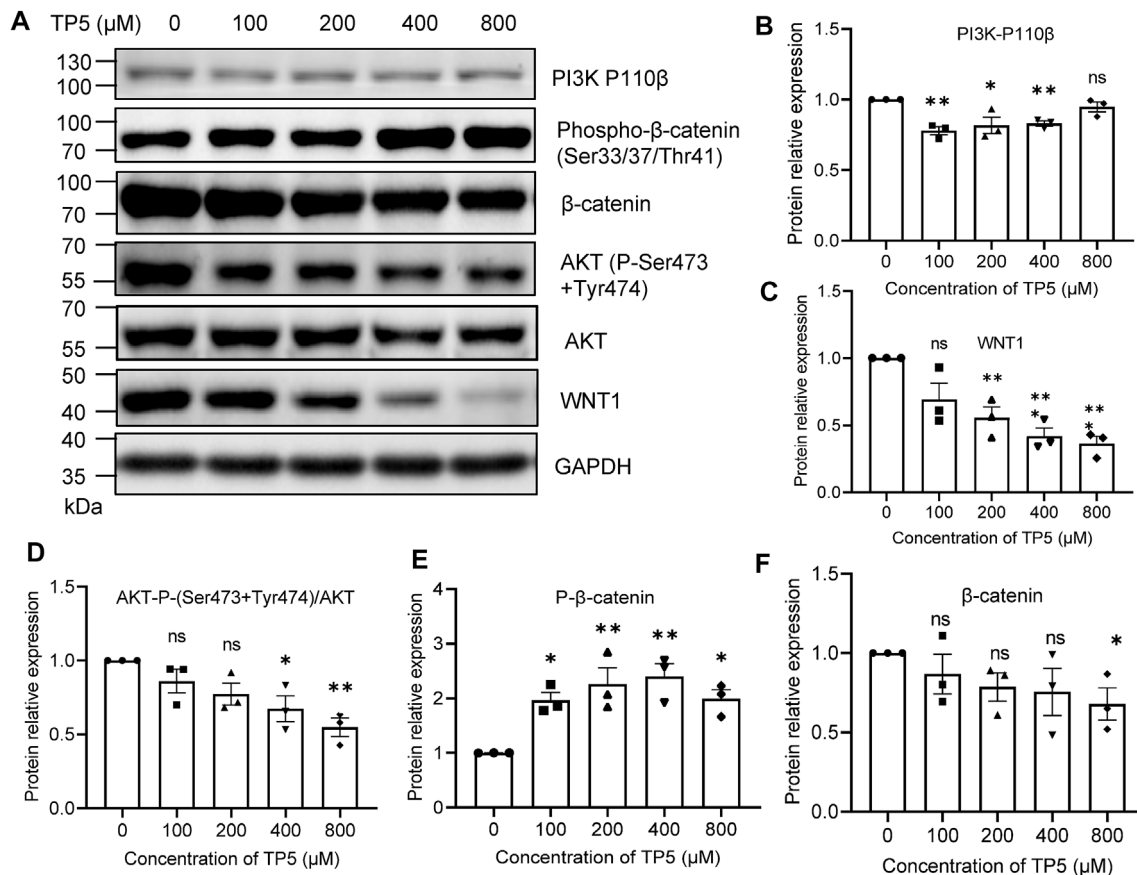 A
TP5 (µM) 0 100 200 400 800
130
100
PI3K P110β
100
70
Phospho-β-catenin
(Ser33/37/Thr41)
100
70
β-catenin
70
55
AKT (P-Ser473
+Tyr474)
70
55
AKT
50
40
WNT1
40
35
GAPDH
kDa
B
PI3K-P110β
Protein relative expression
1.5
1.0
0.5
0.0
** * ** ns
0 100 200 400 800
Concentration of TP5 (µM)
C
WNT1
Protein relative expression
1.5
1.0
0.5
0.0
ns ** *** ***
0 100 200 400 800
Concentration of TP5 (µM)
D
AKT-P-(Ser473+Tyr474)/AKT
Protein relative expression
1.5
1.0
0.5
0.0
ns ns * **
0 100 200 400 800
Concentration of TP5 (µM)
E
P-β-catenin
Protein relative expression
4
3
2
1
0
* ** ** *
0 100 200 400 800
Concentration of TP5 (µM)
F
β-catenin
Protein relative expression
1.5
1.0
0.5
0.0
ns ns ns *
0 100 200 400 800
Concentration of TP5 (µM)